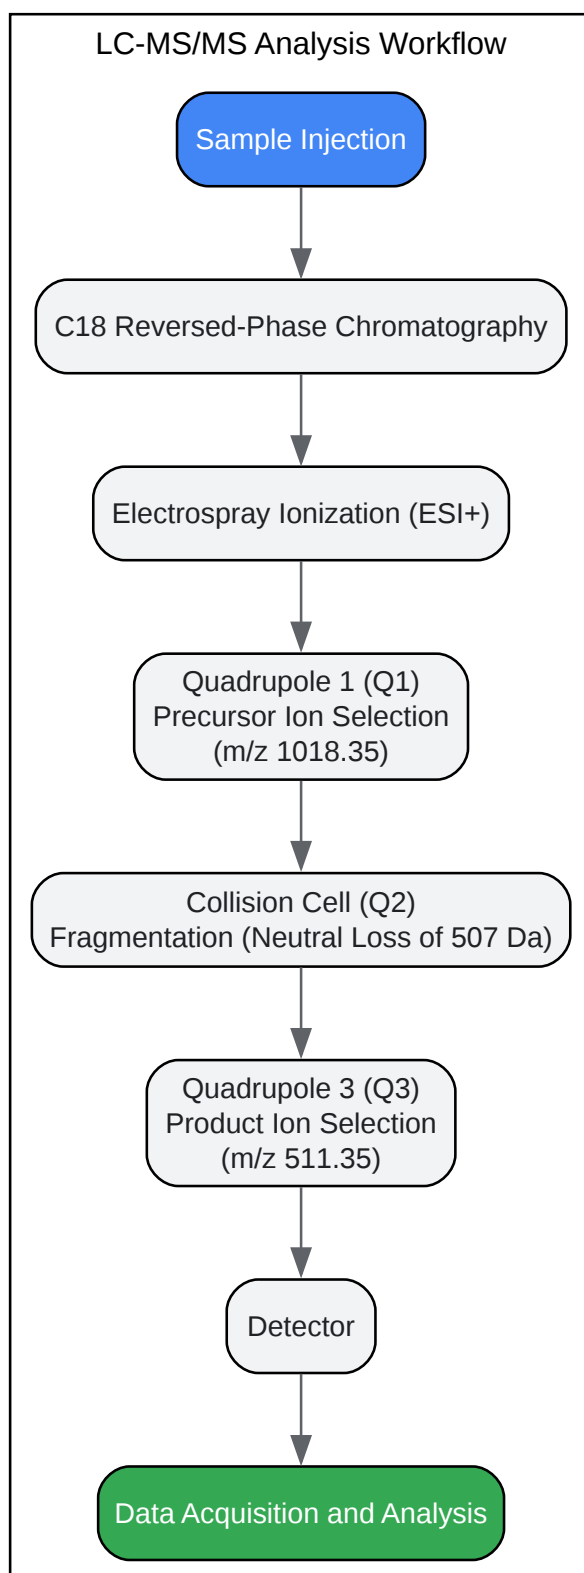 LC-MS/MS Analysis Workflow
Sample Injection
C18 Reversed-Phase Chromatography
Electrospray Ionization (ESI+)
Quadrupole 1 (Q1)
Precursor Ion Selection
(m/z 1018.35)
Collision Cell (Q2)
Fragmentation (Neutral Loss of 507 Da)
Quadrupole 3 (Q3)
Product Ion Selection
(m/z 511.35)
Detector
Data Acquisition and Analysis